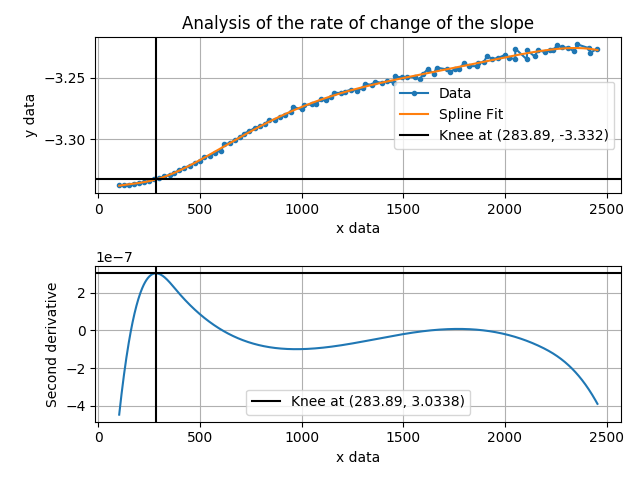 Analysis of the rate of change of the slope
y data
−3.25
−3.30
Data
Spline Fit
Knee at (283.89, -3.332)
0
500
1000
1500
2000
2500
x data
1e−7
Second derivative
2
0
−2
−4
Knee at (283.89, 3.0338)
0
500
1000
1500
2000
2500
x data